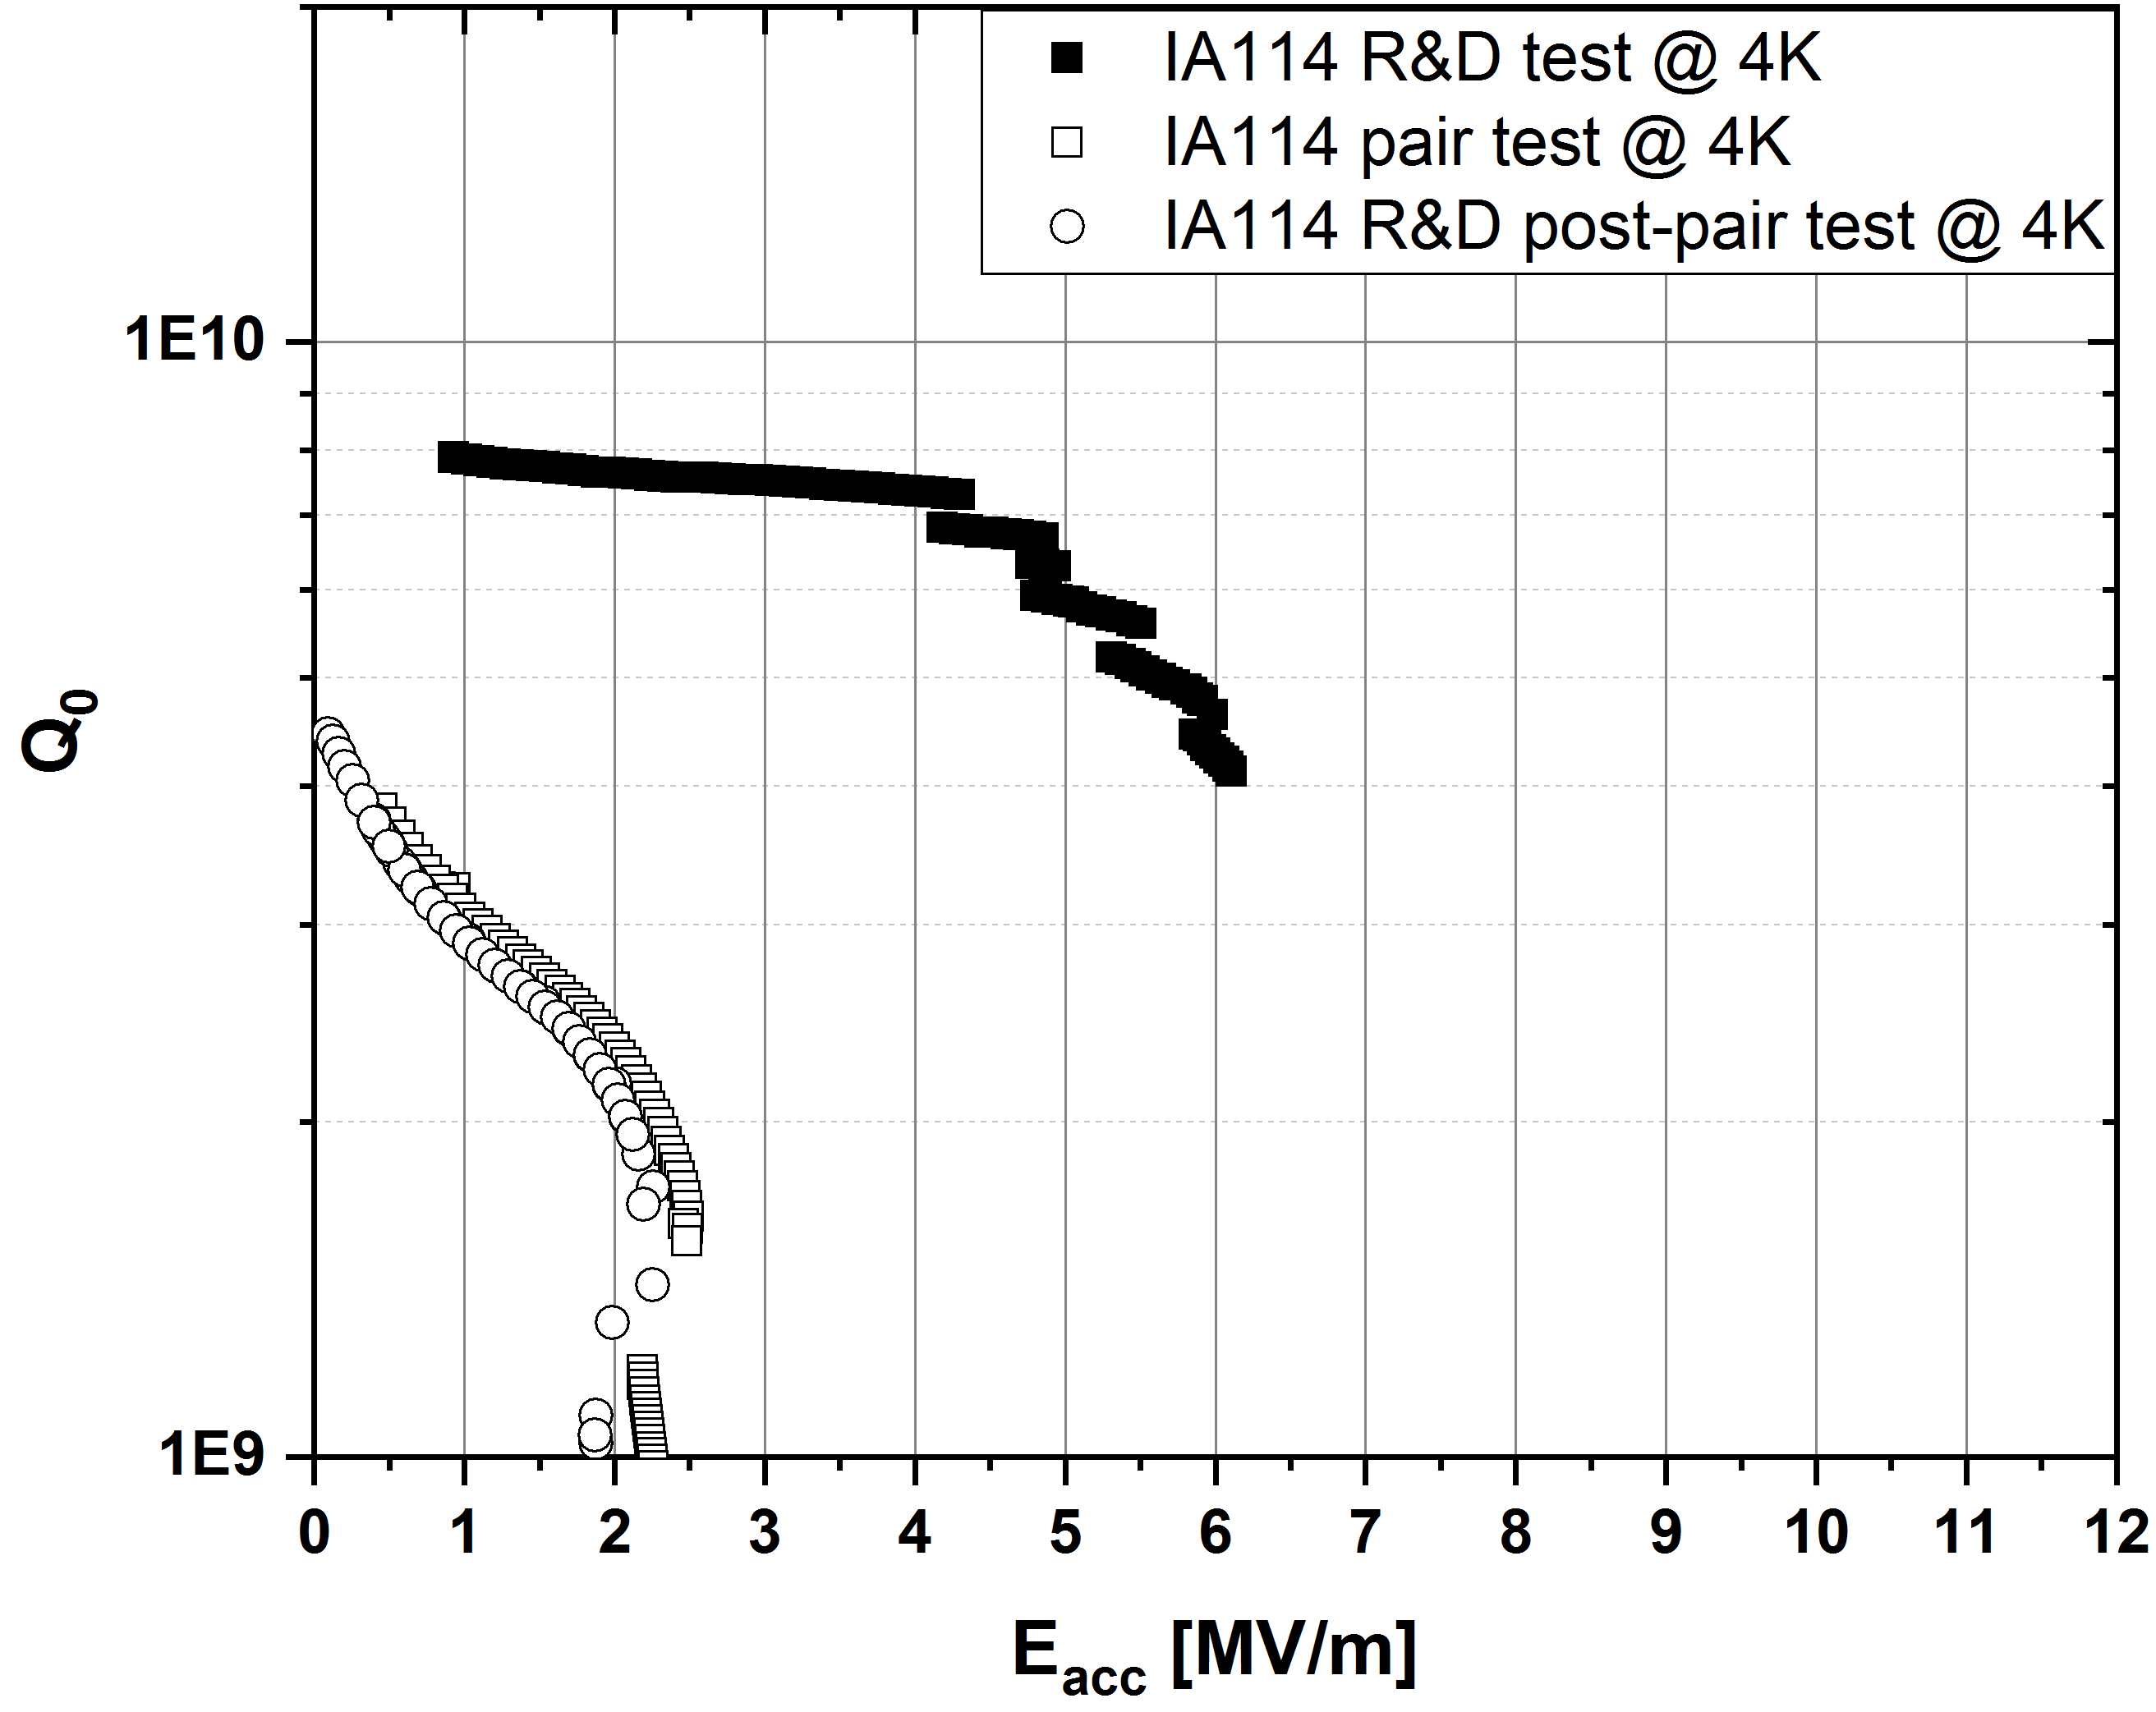 IA114 R&D test @ 4K
IA114 pair test @ 4K
IA114 R&D post-pair test @ 4K
1E10
Q0
1E9
0 1 2 3 4 5 6 7 8 9 10 11 12
Eacc [MV/m]